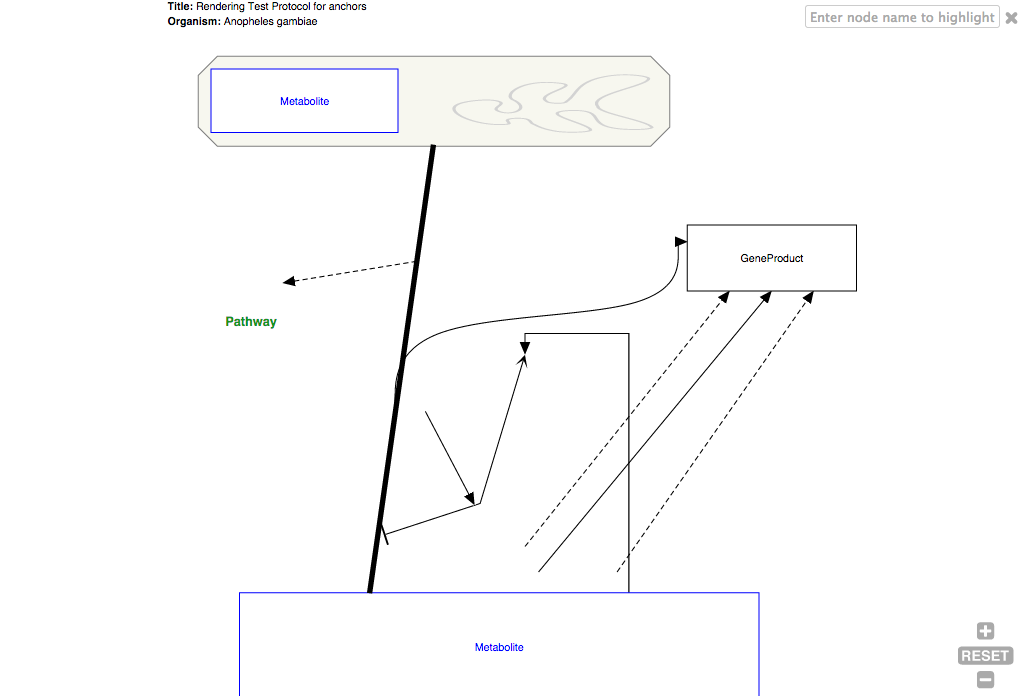 Title: Rendering Test Protocol for anchors
Organism: Anopheles gambiae
Enter node name to highlight
Metabolite
GeneProduct
Pathway
Metabolite
RESET